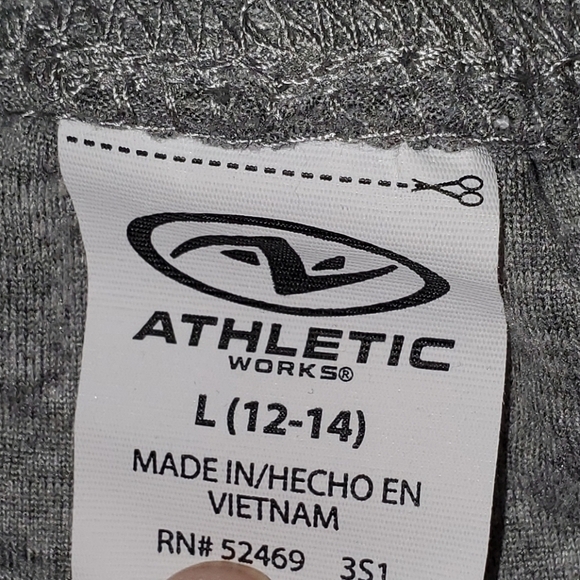 ATHLETIC
WORKS®
L (12-14)
MADE IN/HECHO EN
VIETNAM
RN# 52469 3S1